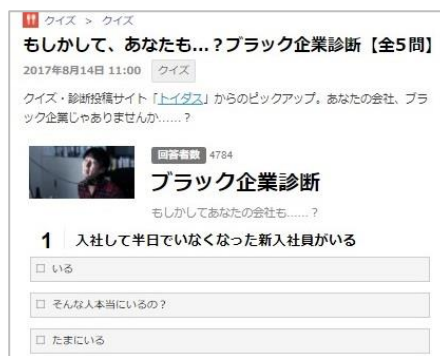 クイズ > クイズ
もしかして、あなたも…?ブラック企業診断【全5問】
2017年8月14日 11:00 クイズ
クイズ・診断投稿サイト「トイダス」からのピックアップ。あなたの会社、ブラ
ック企業じゃありませんか……?
回答者数 4784
ブラック企業診断
もしかしてあなたの会社も……?
1 入社して半日でいなくなった新入社員がいる
いる
そんな人本当にいるの?
たまにいる